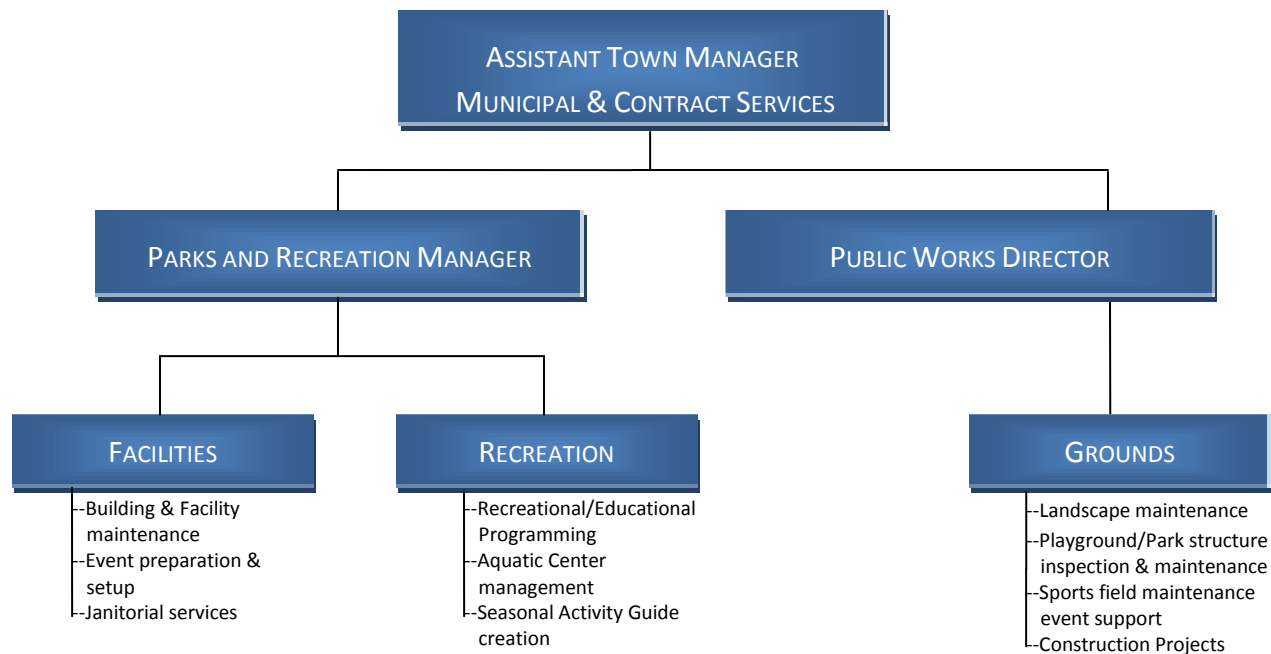 ASSISTANT TOWN MANAGER
MUNICIPAL & CONTRACT SERVICES
PARKS AND RECREATION MANAGER
PUBLIC WORKS DIRECTOR
FACILITIES
--Building & Facility
maintenance
--Event preparation &
setup
--Janitorial services
RECREATION
--Recreational/Educational
Programming
--Aquatic Center
management
--Seasonal Activity Guide
creation
GROUNDS
--Landscape maintenance
--Playground/Park structure
inspection & maintenance
--Sports field maintenance
event support
--Construction Projects